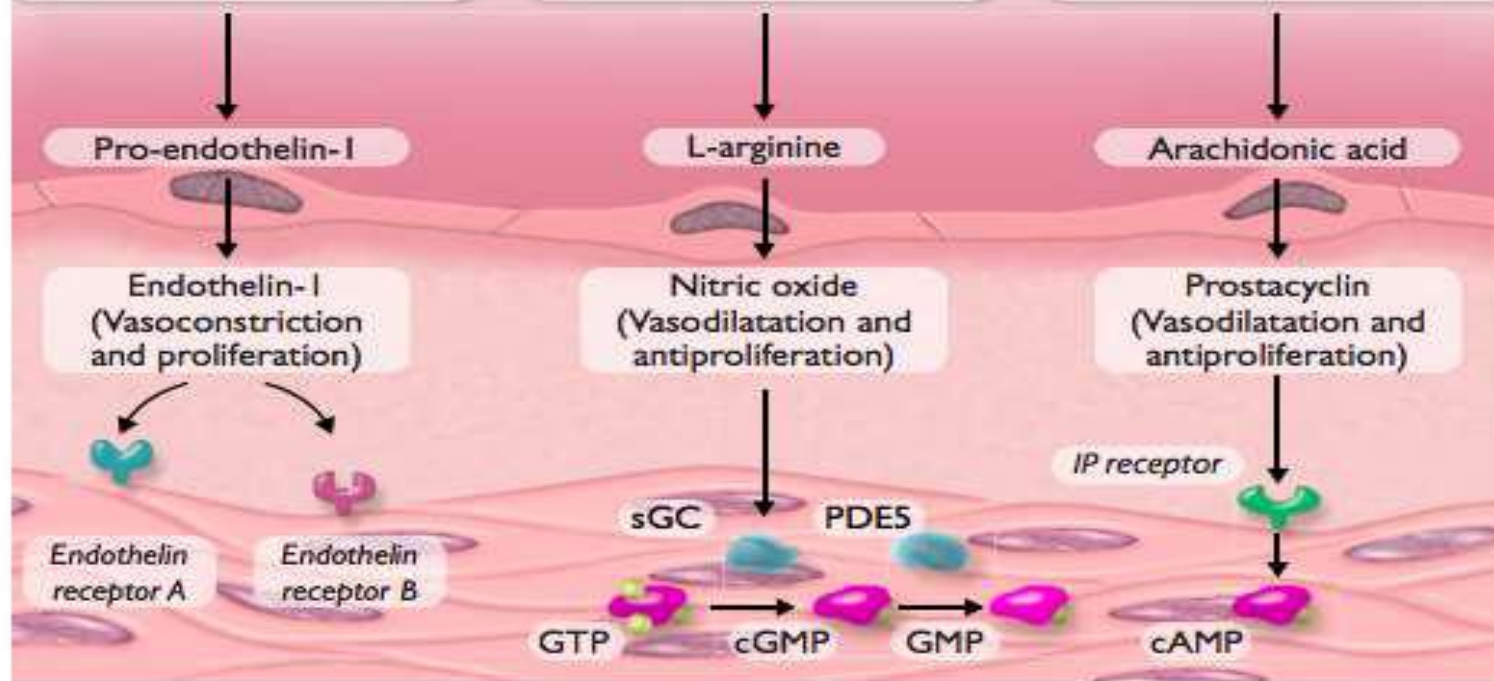 Pro-endothelin-1
L-arginine
Arachidonic acid
Endothelin-1
(Vasoconstriction
and proliferation)
Nitric oxide
(Vasodilatation and
antiproliferation)
Prostacyclin
(Vasodilatation and
antiproliferation)
IP receptor
sGC
PDE5
Endothelin
receptor A
Endothelin
receptor B
GTP
cGMP
GMP
cAMP